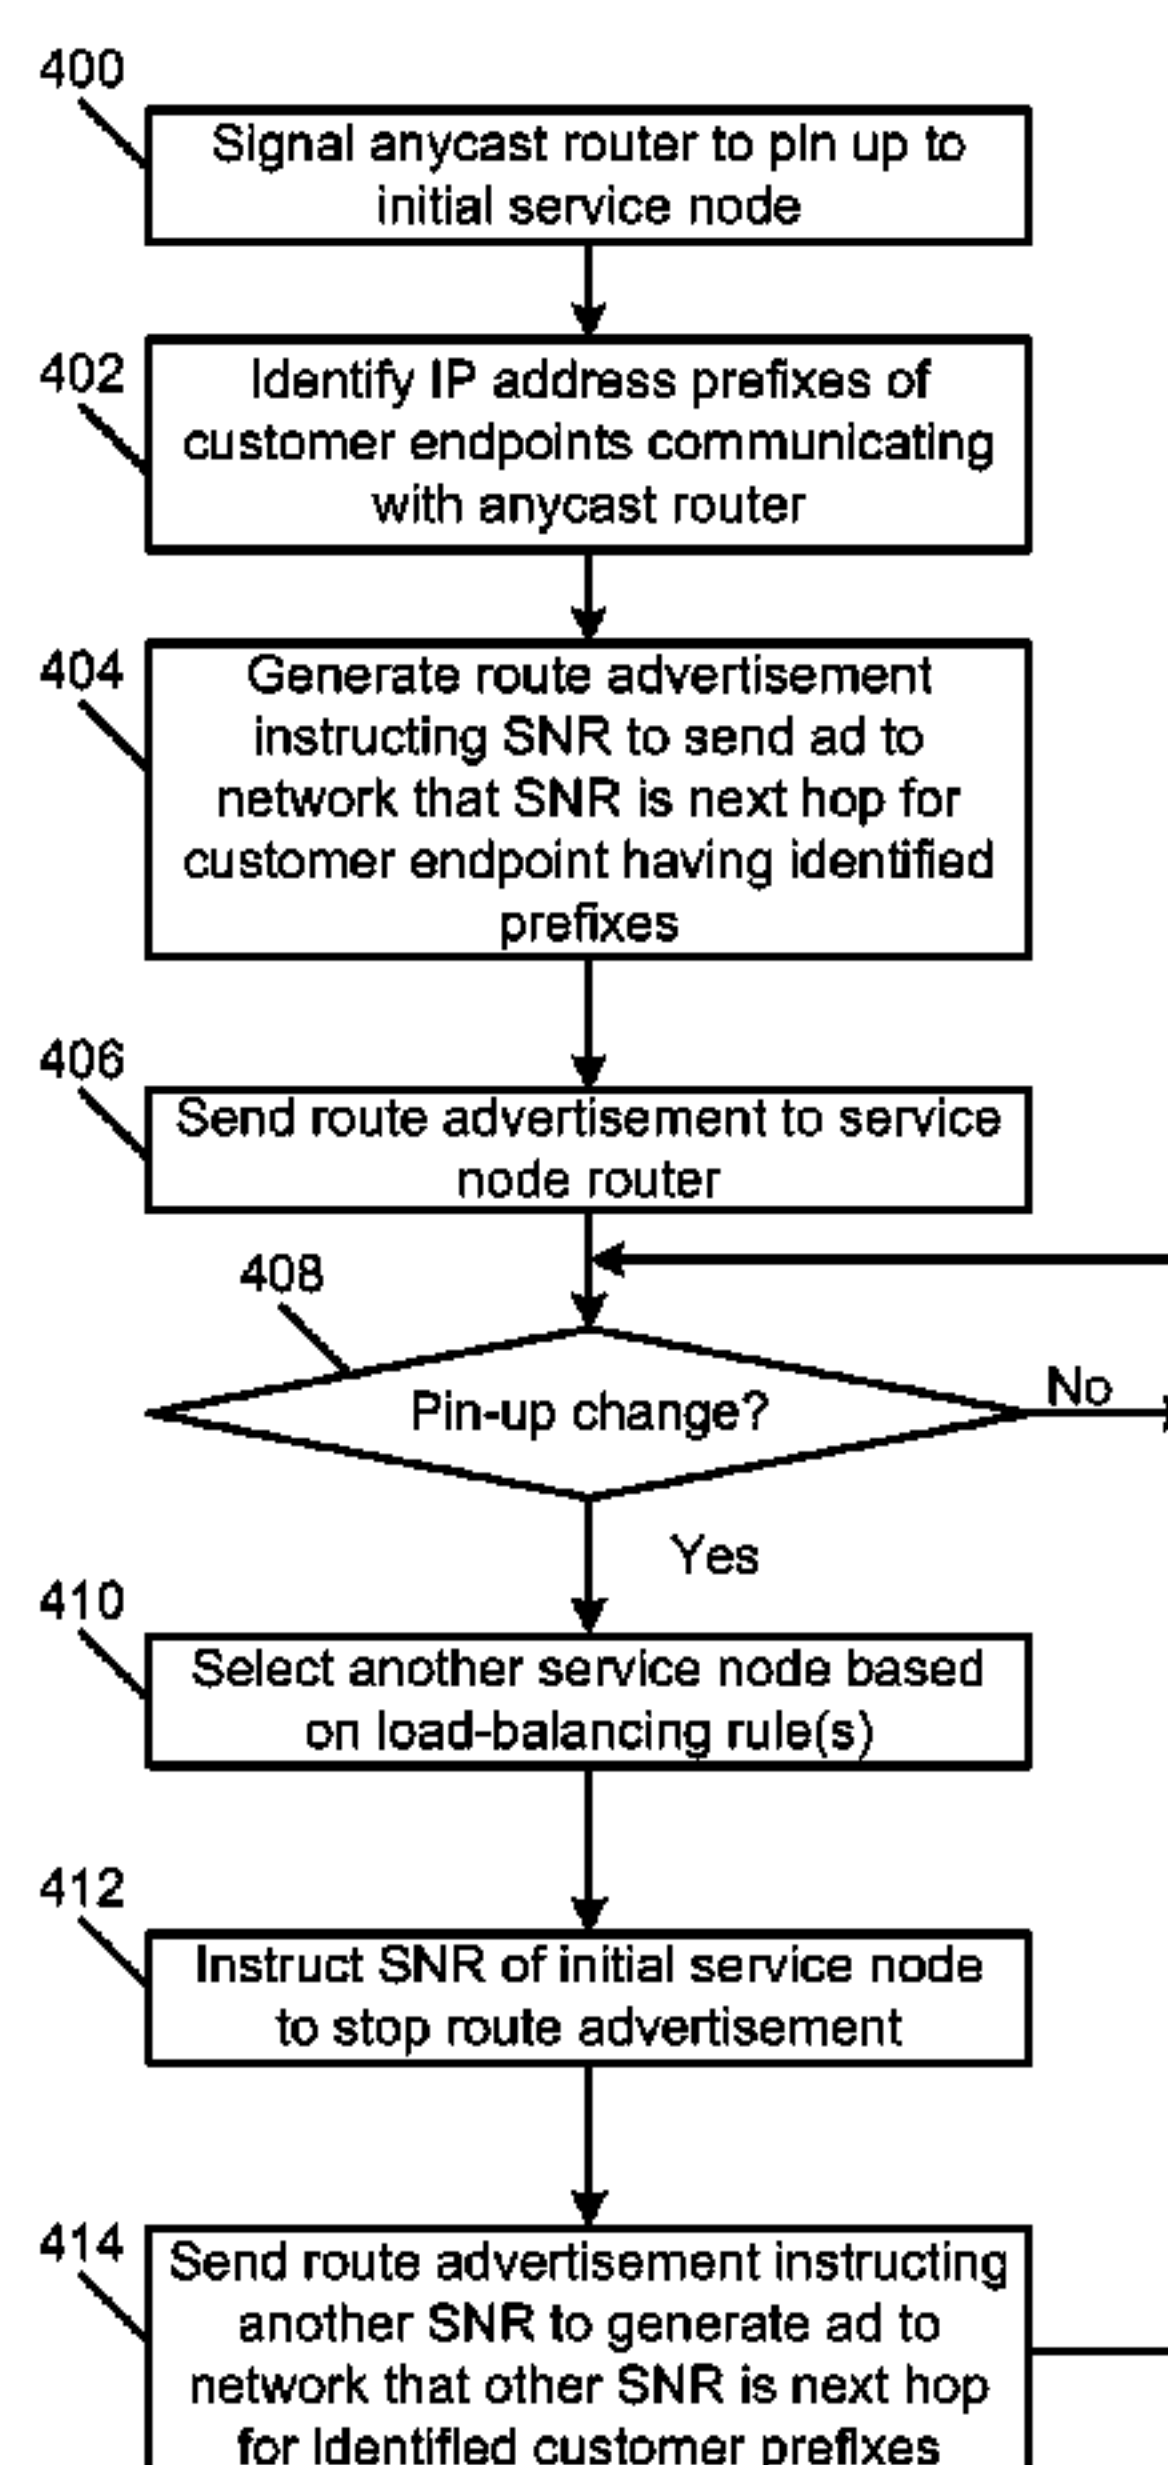 400
Signal anycast router to pin up to
initial service node
402
Identify IP address prefixes of
customer endpoints communicating
with anycast router
404
Generate route advertisement
instructing SNR to send ad to
network that SNR is next hop for
customer endpoint having identified
prefixes
406
Send route advertisement to service
node router
408
Pin-up change?
No
Yes
410
Select another service node based
on load-balancing rule(s)
412
Instruct SNR of initial service node
to stop route advertisement
414
Send route advertisement instructing
another SNR to generate ad to
network that other SNR is next hop
for identified customer prefixes